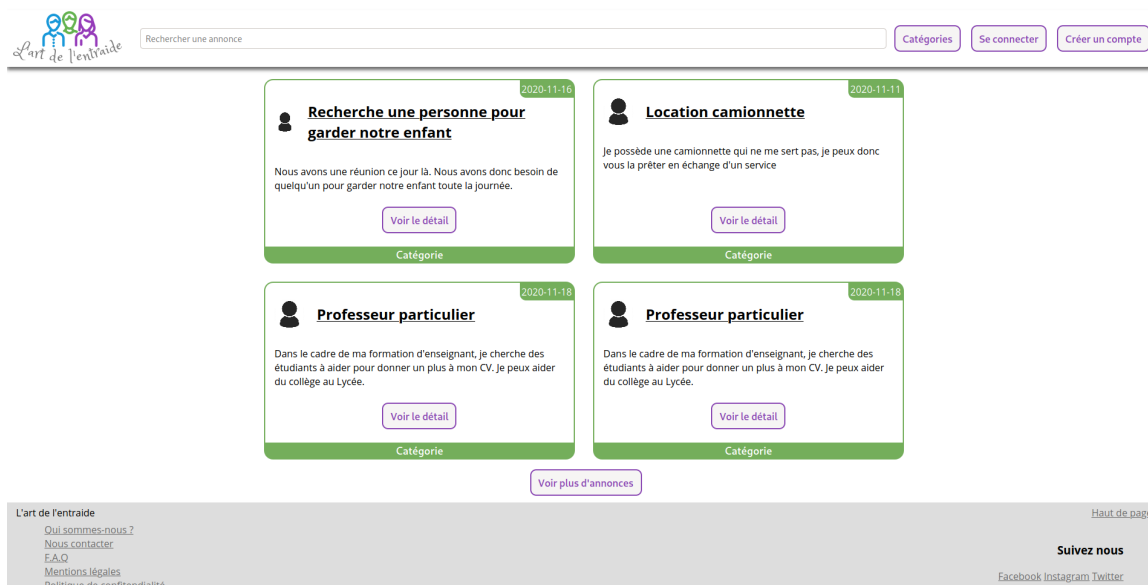 L'art de l'entraide
Rechercher une annonce
Catégories
Se connecter
Créer un compte
2020-11-16
Recherche une personne pour
garder notre enfant
Nous avons une réunion ce jour là. Nous avons donc besoin de
quelqu'un pour garder notre enfant toute la journée.
Voir le détail
Catégorie
2020-11-11
Location camionnette
Je possède une camionnette qui ne me sert pas, je peux donc
vous la prêter en échange d'un service
Voir le détail
Catégorie
2020-11-18
Professeur particulier
Dans le cadre de ma formation d'enseignant, je cherche des
étudiants à aider pour donner un plus à mon CV. Je peux aider
du collège au Lycée.
Voir le détail
Catégorie
2020-11-18
Professeur particulier
Dans le cadre de ma formation d'enseignant, je cherche des
étudiants à aider pour donner un plus à mon CV. Je peux aider
du collège au Lycée.
Voir le détail
Catégorie
Voir plus d'annonces
L'art de l'entraide
Qui sommes-nous ?
Nous contacter
F.A.Q
Mentions légales
Politique de confitendialité
Haut de page
Suivez nous
Facebook Instagram Twitter